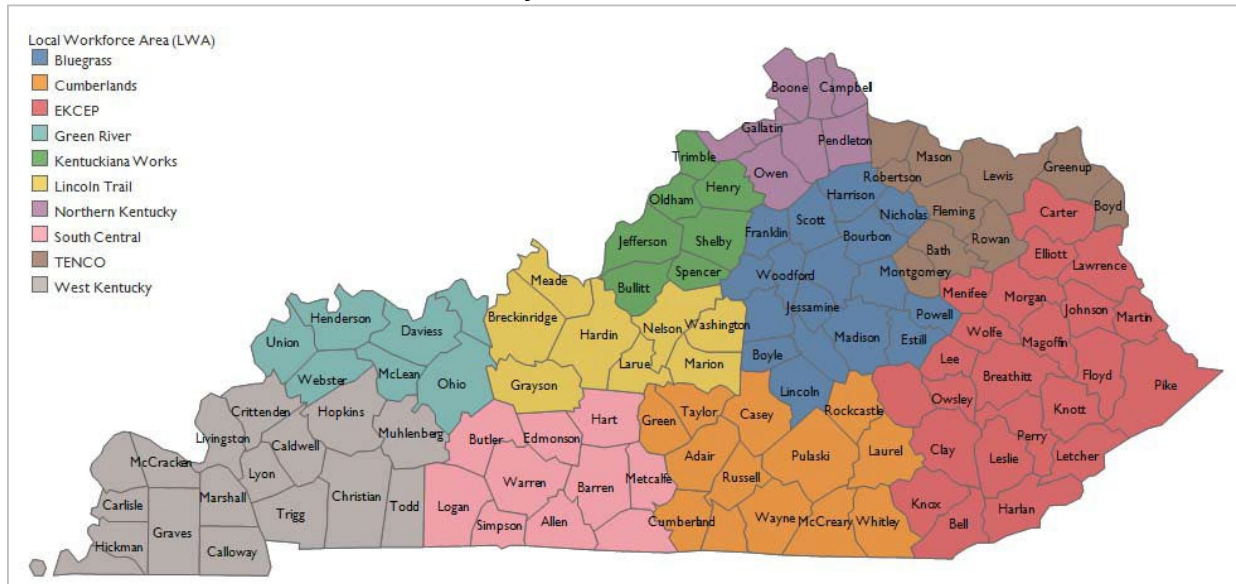 Local Workforce Area (LWA)
Bluegrass
Cumberlands
EKCEP
Green River
Kentuckiana Works
Lincoln Trail
Northern Kentucky
South Central
TENCO
West Kentucky
Boone
Campbell
Gallatin
Pendleton
Owen
Trimble
Mason
Greenup
Robertson
Lewis
Henry
Harrison
Oldham
Nicholas
Fleming
Carter
Boyd
Scott
Franklin
Bourbon
Rowan
Jefferson
Shelby
Bath
Elliott
Lawrence
Spencer
Woodford
Montgomery
Meade
Bullitt
Menifee
Morgan
Johnson
Martin
Jessamine
Powell
Henderson
Daviess
Breckinridge
Hardin
Nelson
Washington
Madison
Estill
Wolfe
Magoffin
Union
Boyle
Lee
Larue
Marion
Webster
McLean
Ohio
Grayson
Breathitt
Floyd
Pike
Lincoln
Owsley
Crittenden
Hopkins
Hart
Green
Taylor
Casey
Rockcastle
Knott
Livingston
Caldwell
Muhlenberg
Butler
Edmonson
Perry
Clay
Laurel
McCracken
Lyon
Adair
Pulaski
Leslie
Letcher
Warren
Barren
Metcalfe
Russell
Carlisle
Marshall
Christian
Todd
Logan
Knox
Harlan
Trigg
Simpson
Allen
Cumberland
Wayne
McCreary
Whitley
Bell
Graves
Hickman
Calloway